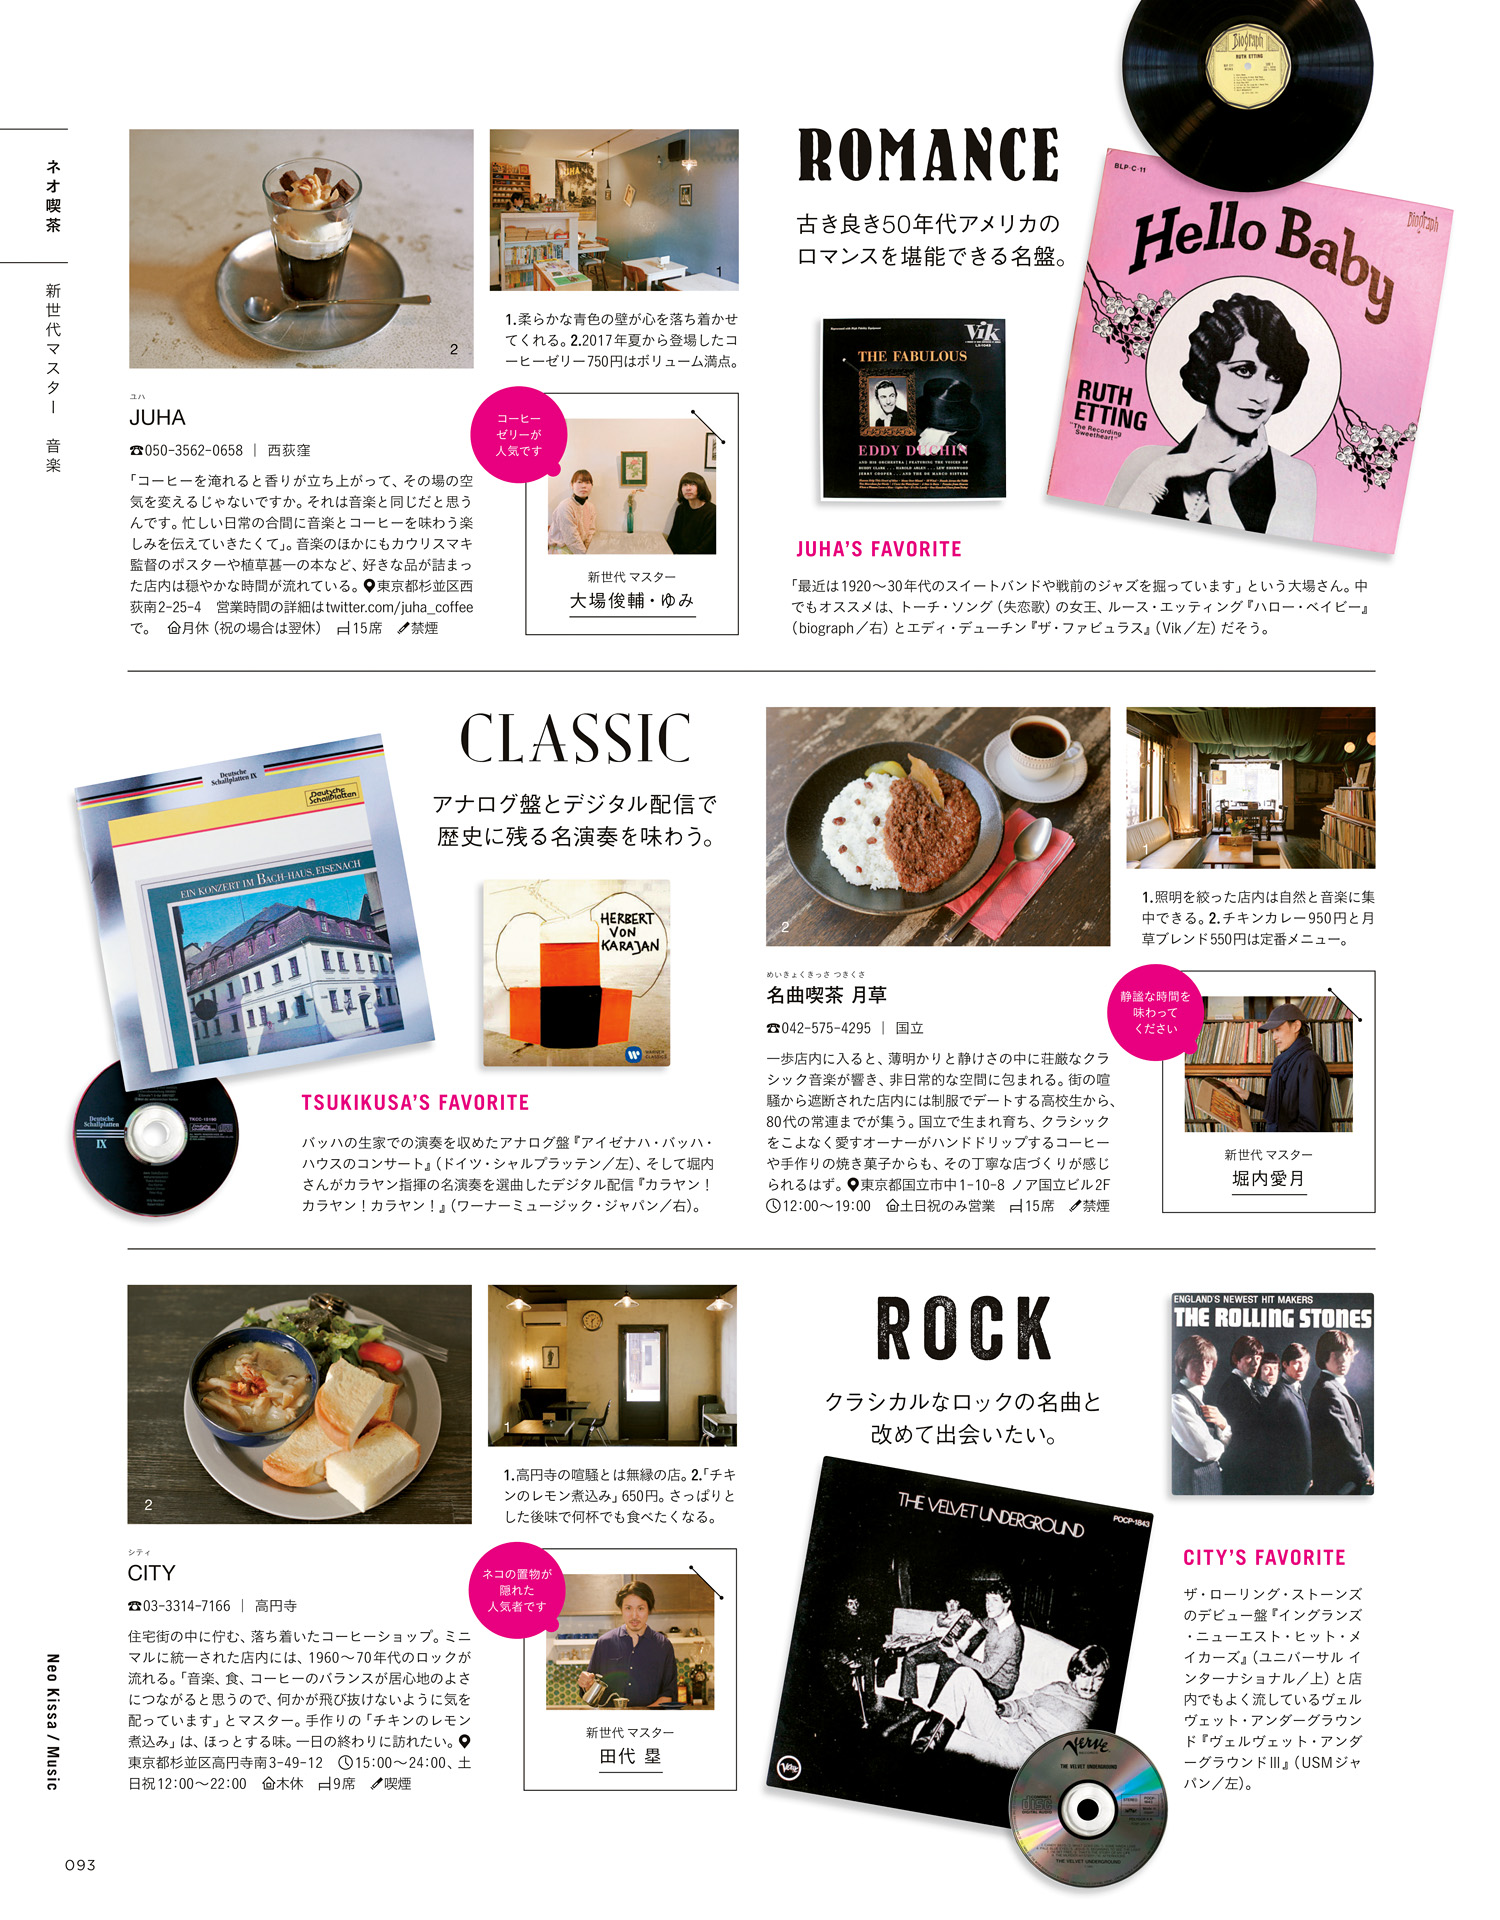 ネオ喫茶
新世代マスター 音楽
2
1
1.柔らかな青色の壁が心を落ち着かせ
てくれる。2.2017年夏から登場したコ
ーヒーゼリー750円はボリューム満点。
ユハ
JUHA
☎050-3562-0658 | 西荻窪
「コーヒーを淹れると香りが立ち上がって、その場の空
気を変えるじゃないですか。それは音楽と同じだと思う
んです。忙しい日常の合間に音楽とコーヒーを味わう楽
しみを伝えていきたくて」。音楽のほかにもカウリスマキ
監督のポスターや植草甚一の本など、好きな品が詰まっ
た店内は穏やかな時間が流れている。東京都杉並区西
荻南2-25-4 営業時間の詳細はtwitter.com/juha_coffee
で。 月休（祝の場合は翌休） 15席 禁煙
コーヒー
ゼリーが
人気です
新世代 マスター
大場俊輔・ゆみ
ROMANCE
古き良き50年代アメリカの
ロマンスを堪能できる名盤。
Biograph
RUTH ETTING
BLP-C-11
Biograph
Hello Baby
RUTH
ETTING
"The Recording
Sweetheart"
Vik
THE FABULOUS
EDDY DUCHIN
JUHA'S FAVORITE
「最近は1920〜30年代のスイートバンドや戦前のジャズを掘っています」という大場さん。中
でもオススメは、トーチ・ソング（失恋歌）の女王、ルース・エッティング『ハロー・ベイビー』
（biograph／右）とエディ・デューチン『ザ・ファビュラス』（Vik／左）だそう。
CLASSIC
アナログ盤とデジタル配信で
歴史に残る名演奏を味わう。
Deutsche
Schallplatten IX
Deutsche
Schallplatten
EIN KONZERT IM BACH-HAUS, EISENACH
Deutsche
Schallplatten
IX
TKCC-15190
HERBERT
VON
KARAJAN
WARNER
CLASSICS
TSUKIKUSA'S FAVORITE
バッハの生家での演奏を収めたアナログ盤『アイゼナハ・バッハ・
ハウスのコンサート』（ドイツ・シャルプラッテン／左）、そして堀内
さんがカラヤン指揮の名演奏を選曲したデジタル配信『カラヤン！
カラヤン！カラヤン！』（ワーナーミュージック・ジャパン／右）。
2
1
1.照明を絞った店内は自然と音楽に集
中できる。2.チキンカレー950円と月
草ブレンド550円は定番メニュー。
めいきょくきっさ つきくさ
名曲喫茶 月草
☎042-575-4295 | 国立
一歩店内に入ると、薄明かりと静けさの中に荘厳なクラ
シック音楽が響き、非日常的な空間に包まれる。街の喧
騒から遮断された店内には制服でデートする高校生から、
80代の常連までが集う。国立で生まれ育ち、クラシック
をこよなく愛すオーナーがハンドドリップするコーヒー
や手作りの焼き菓子からも、その丁寧な店づくりが感じ
られるはず。東京都国立市中1-10-8 ノア国立ビル2F
12:00〜19:00 土日祝のみ営業 15席 禁煙
静謐な時間を
味わって
ください
新世代 マスター
堀内愛月
2
1
1.高円寺の喧騒とは無縁の店。2.「チキ
ンのレモン煮込み」650円。さっぱりと
した後味で何杯でも食べたくなる。
シティ
CITY
☎03-3314-7166 | 高円寺
住宅街の中に佇む、落ち着いたコーヒーショップ。ミニ
マルに統一された店内には、1960〜70年代のロックが
流れる。「音楽、食、コーヒーのバランスが居心地のよさ
につながると思うので、何かが飛び抜けないように気を
配っています」とマスター。手作りの「チキンのレモン
煮込み」は、ほっとする味。一日の終わりに訪れたい。
東京都杉並区高円寺南3-49-12 15:00〜24:00、土
日祝12:00〜22:00 木休 9席 喫煙
ネコの置物が
隠れた
人気者です
新世代 マスター
田代 塁
ROCK
クラシカルなロックの名曲と
改めて出会いたい。
ENGLAND'S NEWEST HIT MAKERS
THE ROLLING STONES
THE VELVET UNDERGROUND
POCP-1843
Verve
Verve
THE VELVET UNDERGROUND
THE VELVET UNDERGROUND
CITY'S FAVORITE
ザ・ローリング・ストーンズ
のデビュー盤『イングランズ
・ニューエスト・ヒット・メ
イカーズ』（ユニバーサル イ
ンターナショナル／上）と店
内でもよく流しているヴェル
ヴェット・アンダーグラウン
ド『ヴェルヴェット・アンダ
ーグラウンドⅢ』（USMジャ
パン／左）。
Neo Kissa / Music
093